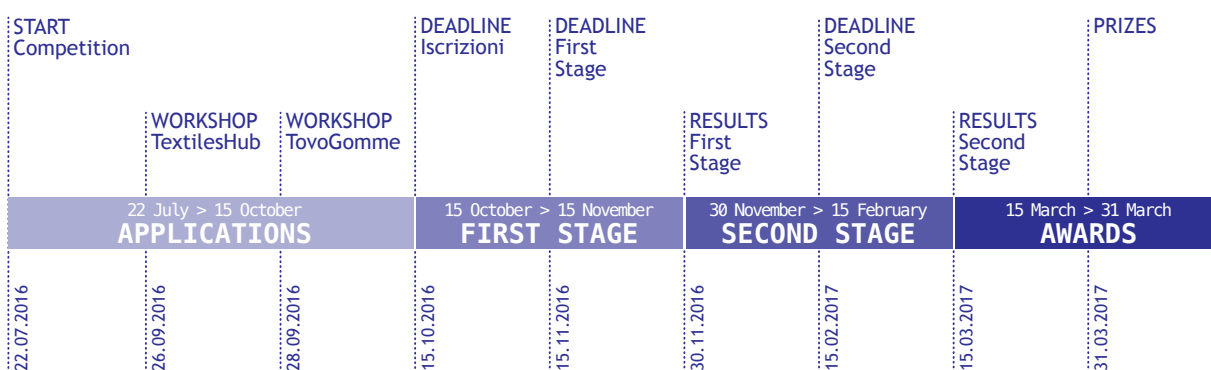 START
Competition
DEADLINE
Iscrizioni
DEADLINE
First
Stage
DEADLINE
Second
Stage
PRIZES
WORKSHOP
TextilesHub
WORKSHOP
TovoGomme
RESULTS
First
Stage
RESULTS
Second
Stage
22 July > 15 October
APPLICATIONS
15 October > 15 November
FIRST STAGE
30 November > 15 February
SECOND STAGE
15 March > 31 March
AWARDS
22.07.2016
26.09.2016
28.09.2016
15.10.2016
15.11.2016
30.11.2016
15.02.2017
15.03.2017
31.03.2017